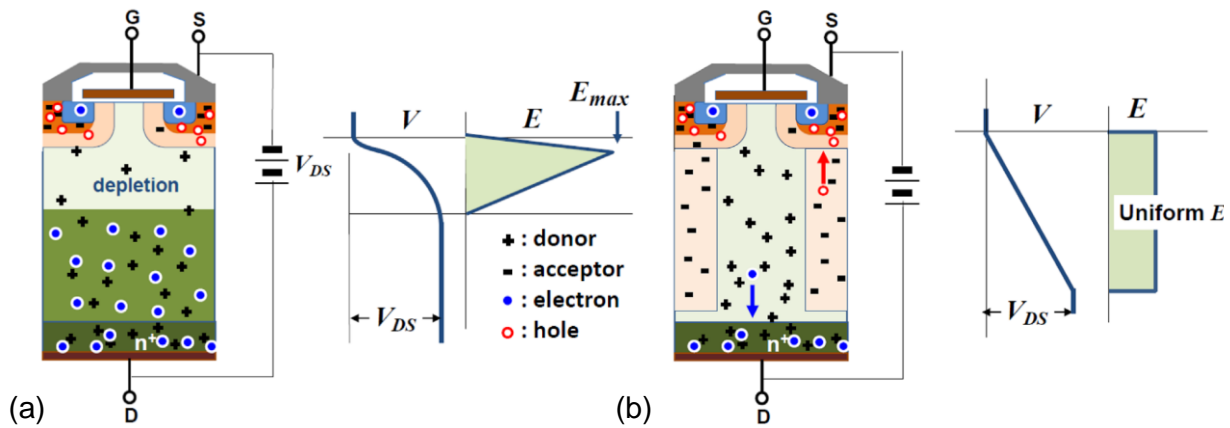 G
S
V
E
E_max
V_DS
depletion
+ : donor
- : acceptor
: electron
: hole
V_DS
n+
D
(a)
G
S
V
E
Uniform E
V_DS
n+
D
(b)